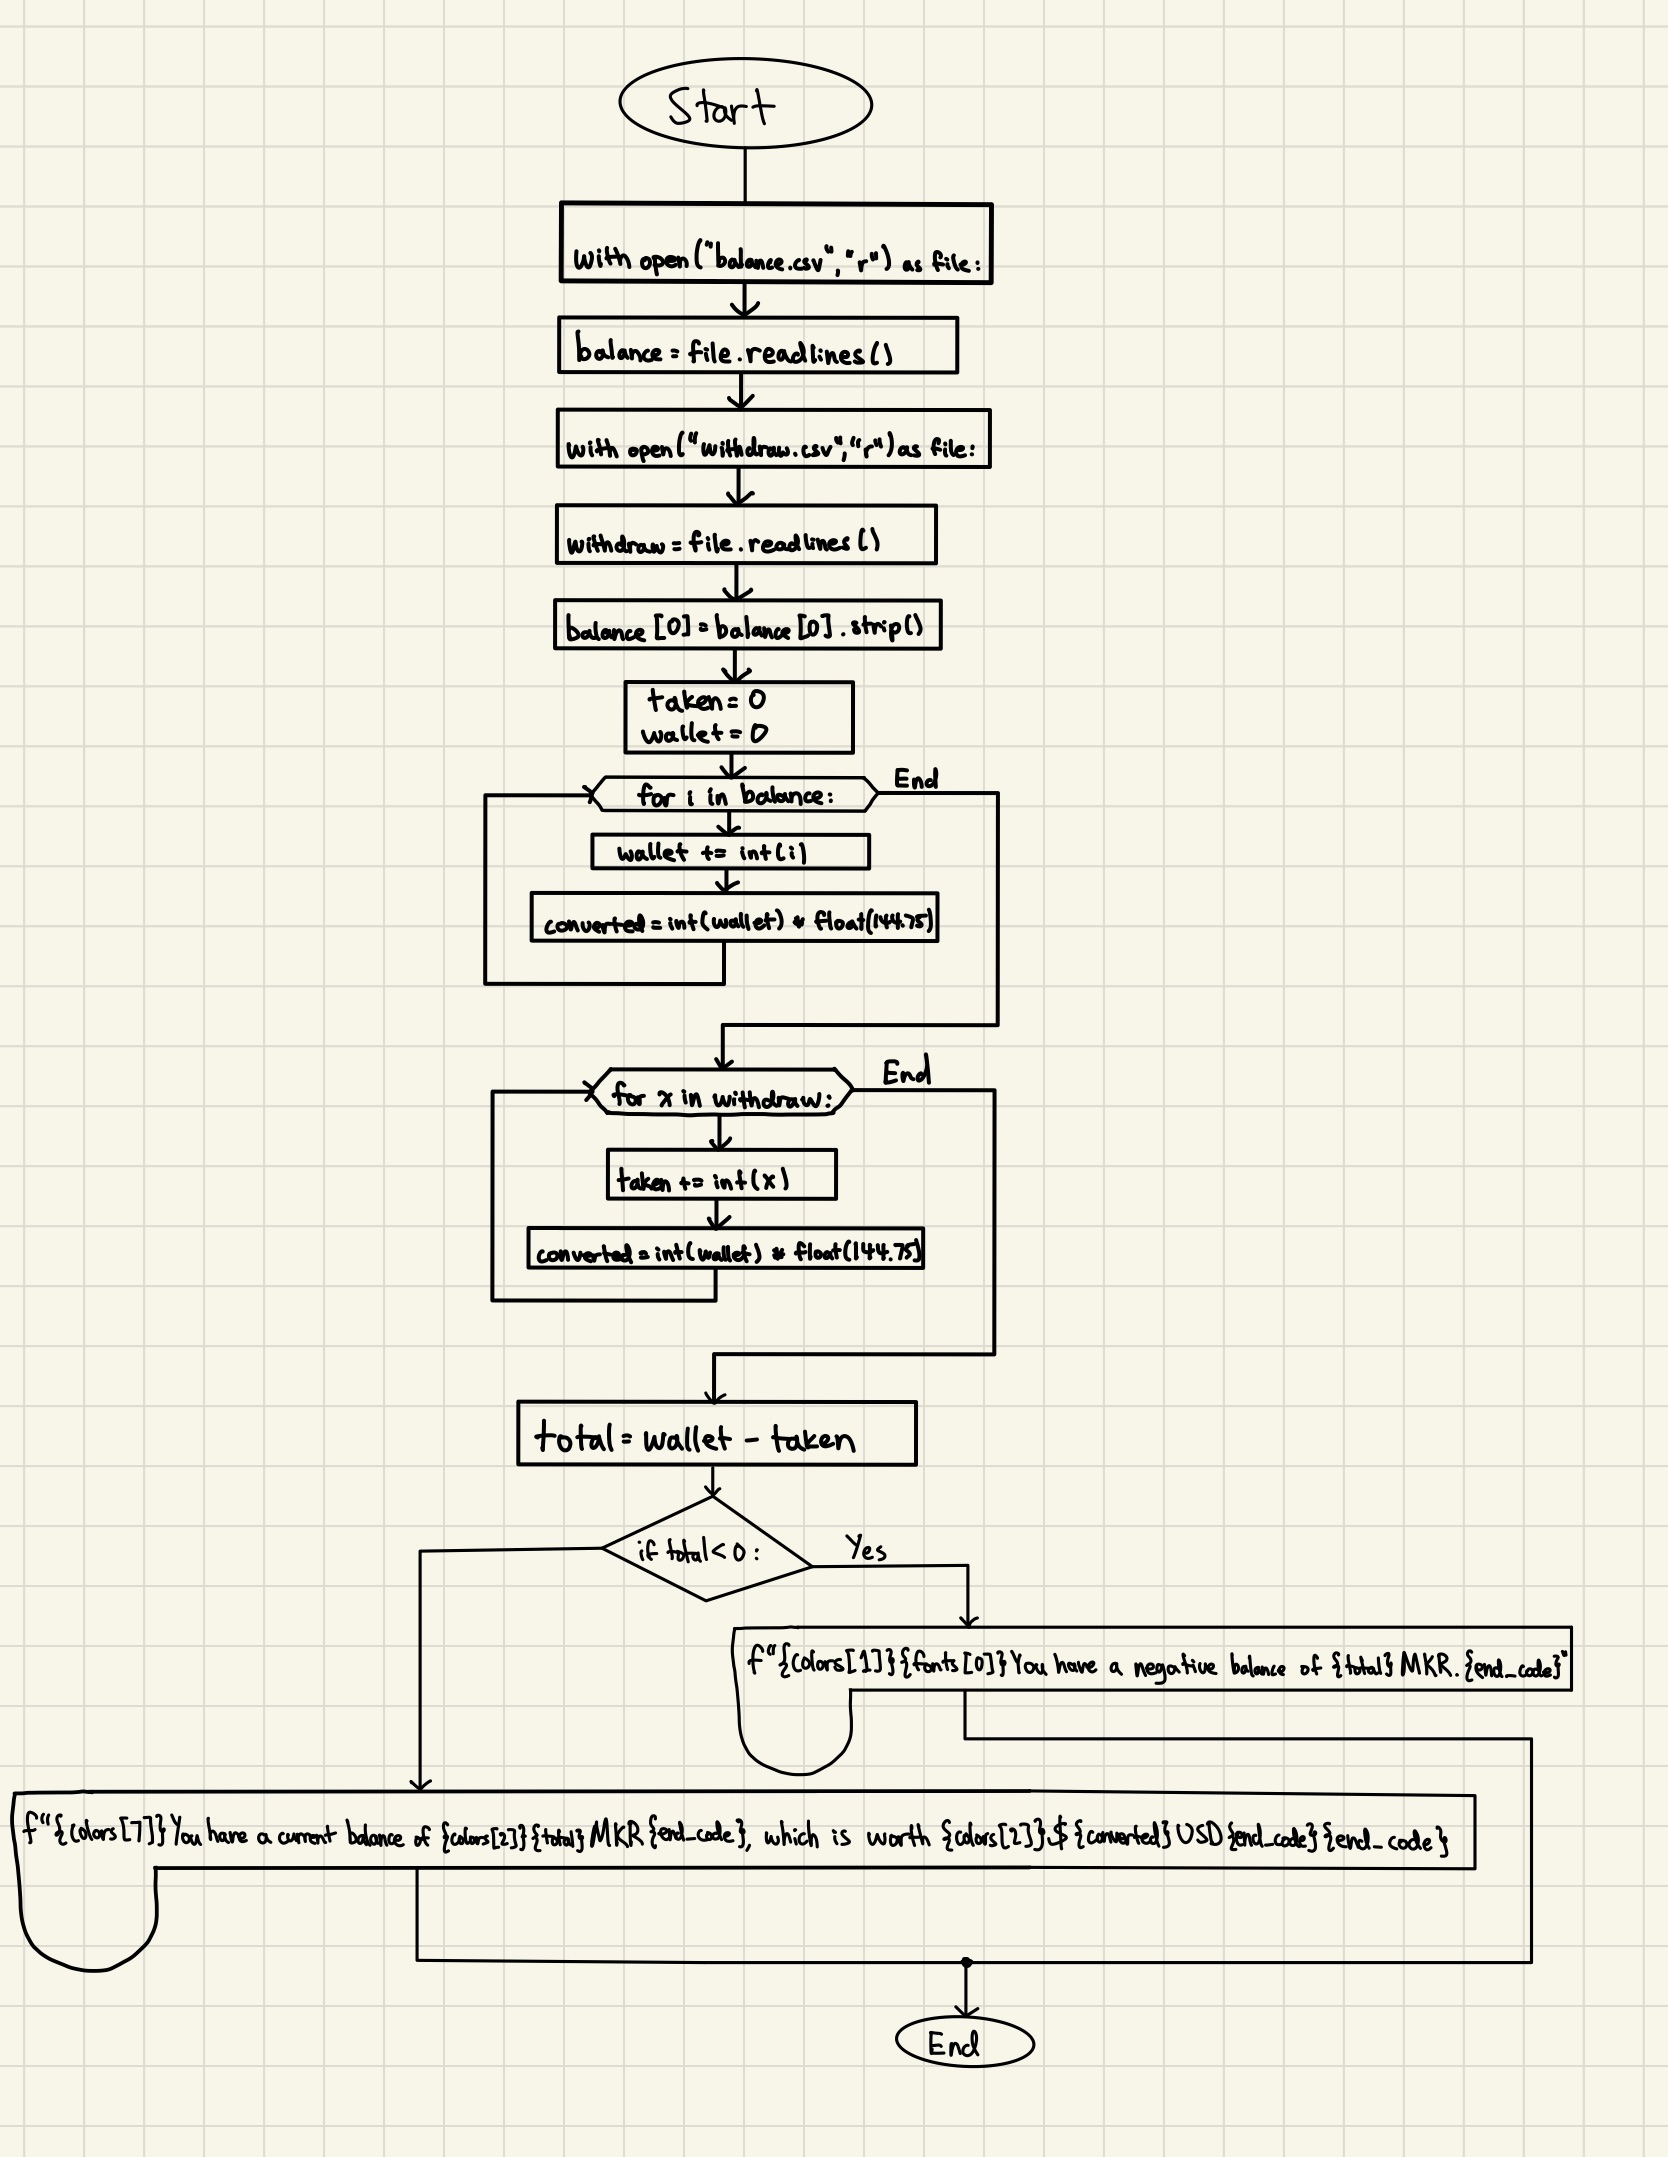 Start
with open("balance.csv","r") as file:
balance = file.readlines()
with open("withdraw.csv","r") as file:
withdraw = file.readlines()
balance[0] = balance[0].strip()
taken = 0
wallet = 0
for i in balance:
End
wallet += int(i)
converted = int(wallet) * float(144.75)
for x in withdraw:
End
taken += int(x)
converted = int(wallet) * float(144.75)
total = wallet - taken
if total < 0:
Yes
f"{colors[1]}{fonts[0]}You have a negative balance of {total} MKR.{end_code}"
f"{colors[7]}You have a current balance of {colors[2]}{total} MKR{end_code}, which is worth {colors[2]}${converted} USD{end_code}{end_code}
End